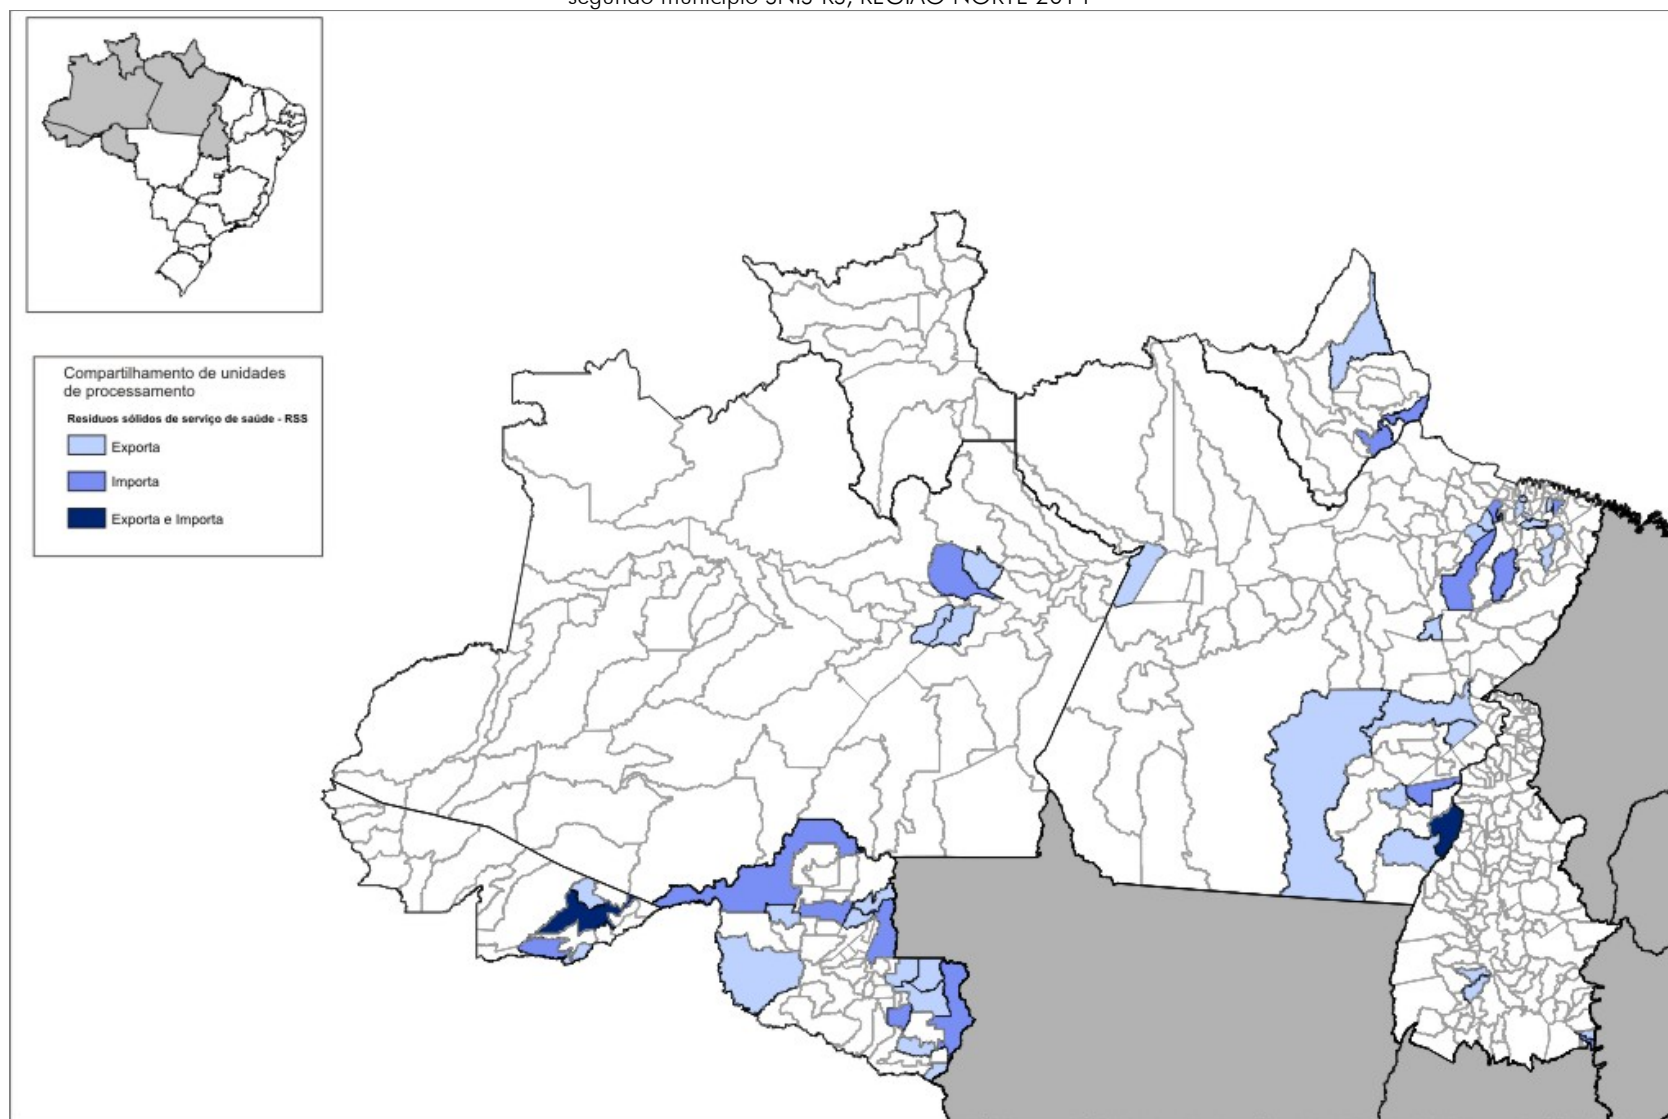 segundo município SNIS-RS, REGIÃO NORTE 2014
Compartilhamento de unidades
de processamento
Resíduos sólidos de serviço de saúde - RSS
Exporta
Importa
Exporta e Importa